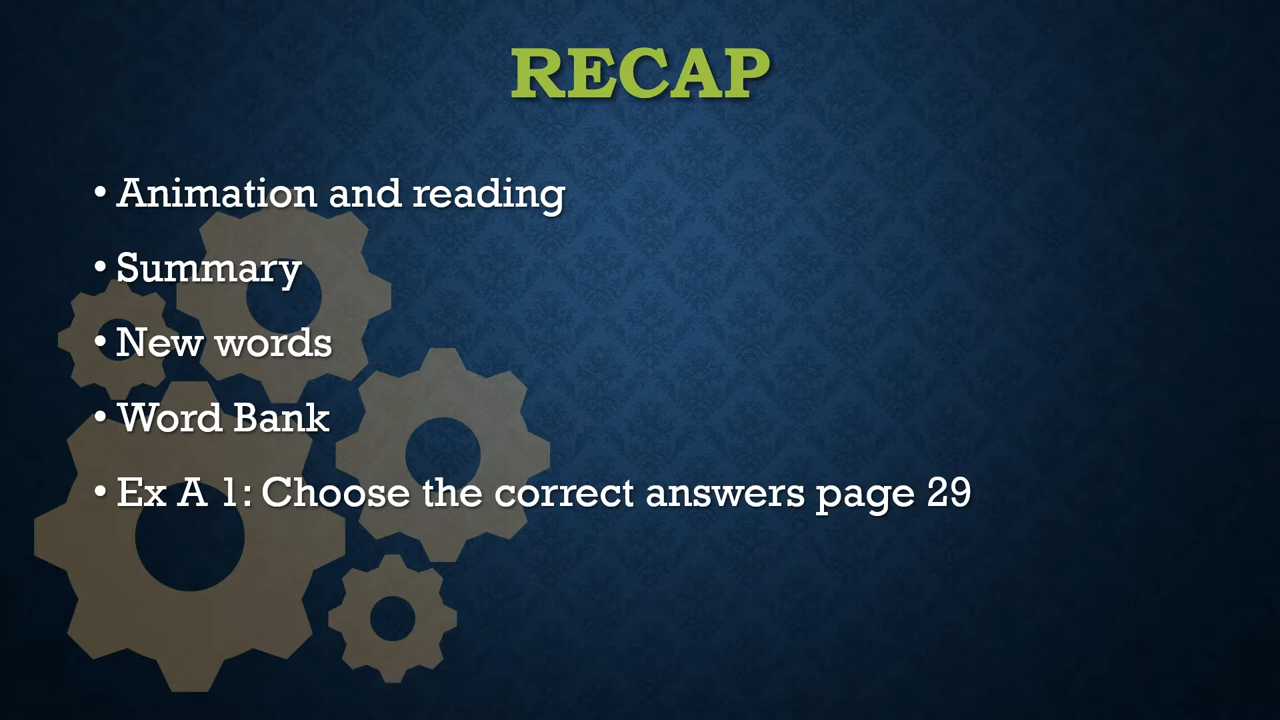 RECAP
• Animation and reading
• Summary
• New words
• Word Bank
• Ex A 1: Choose the correct answers page 29